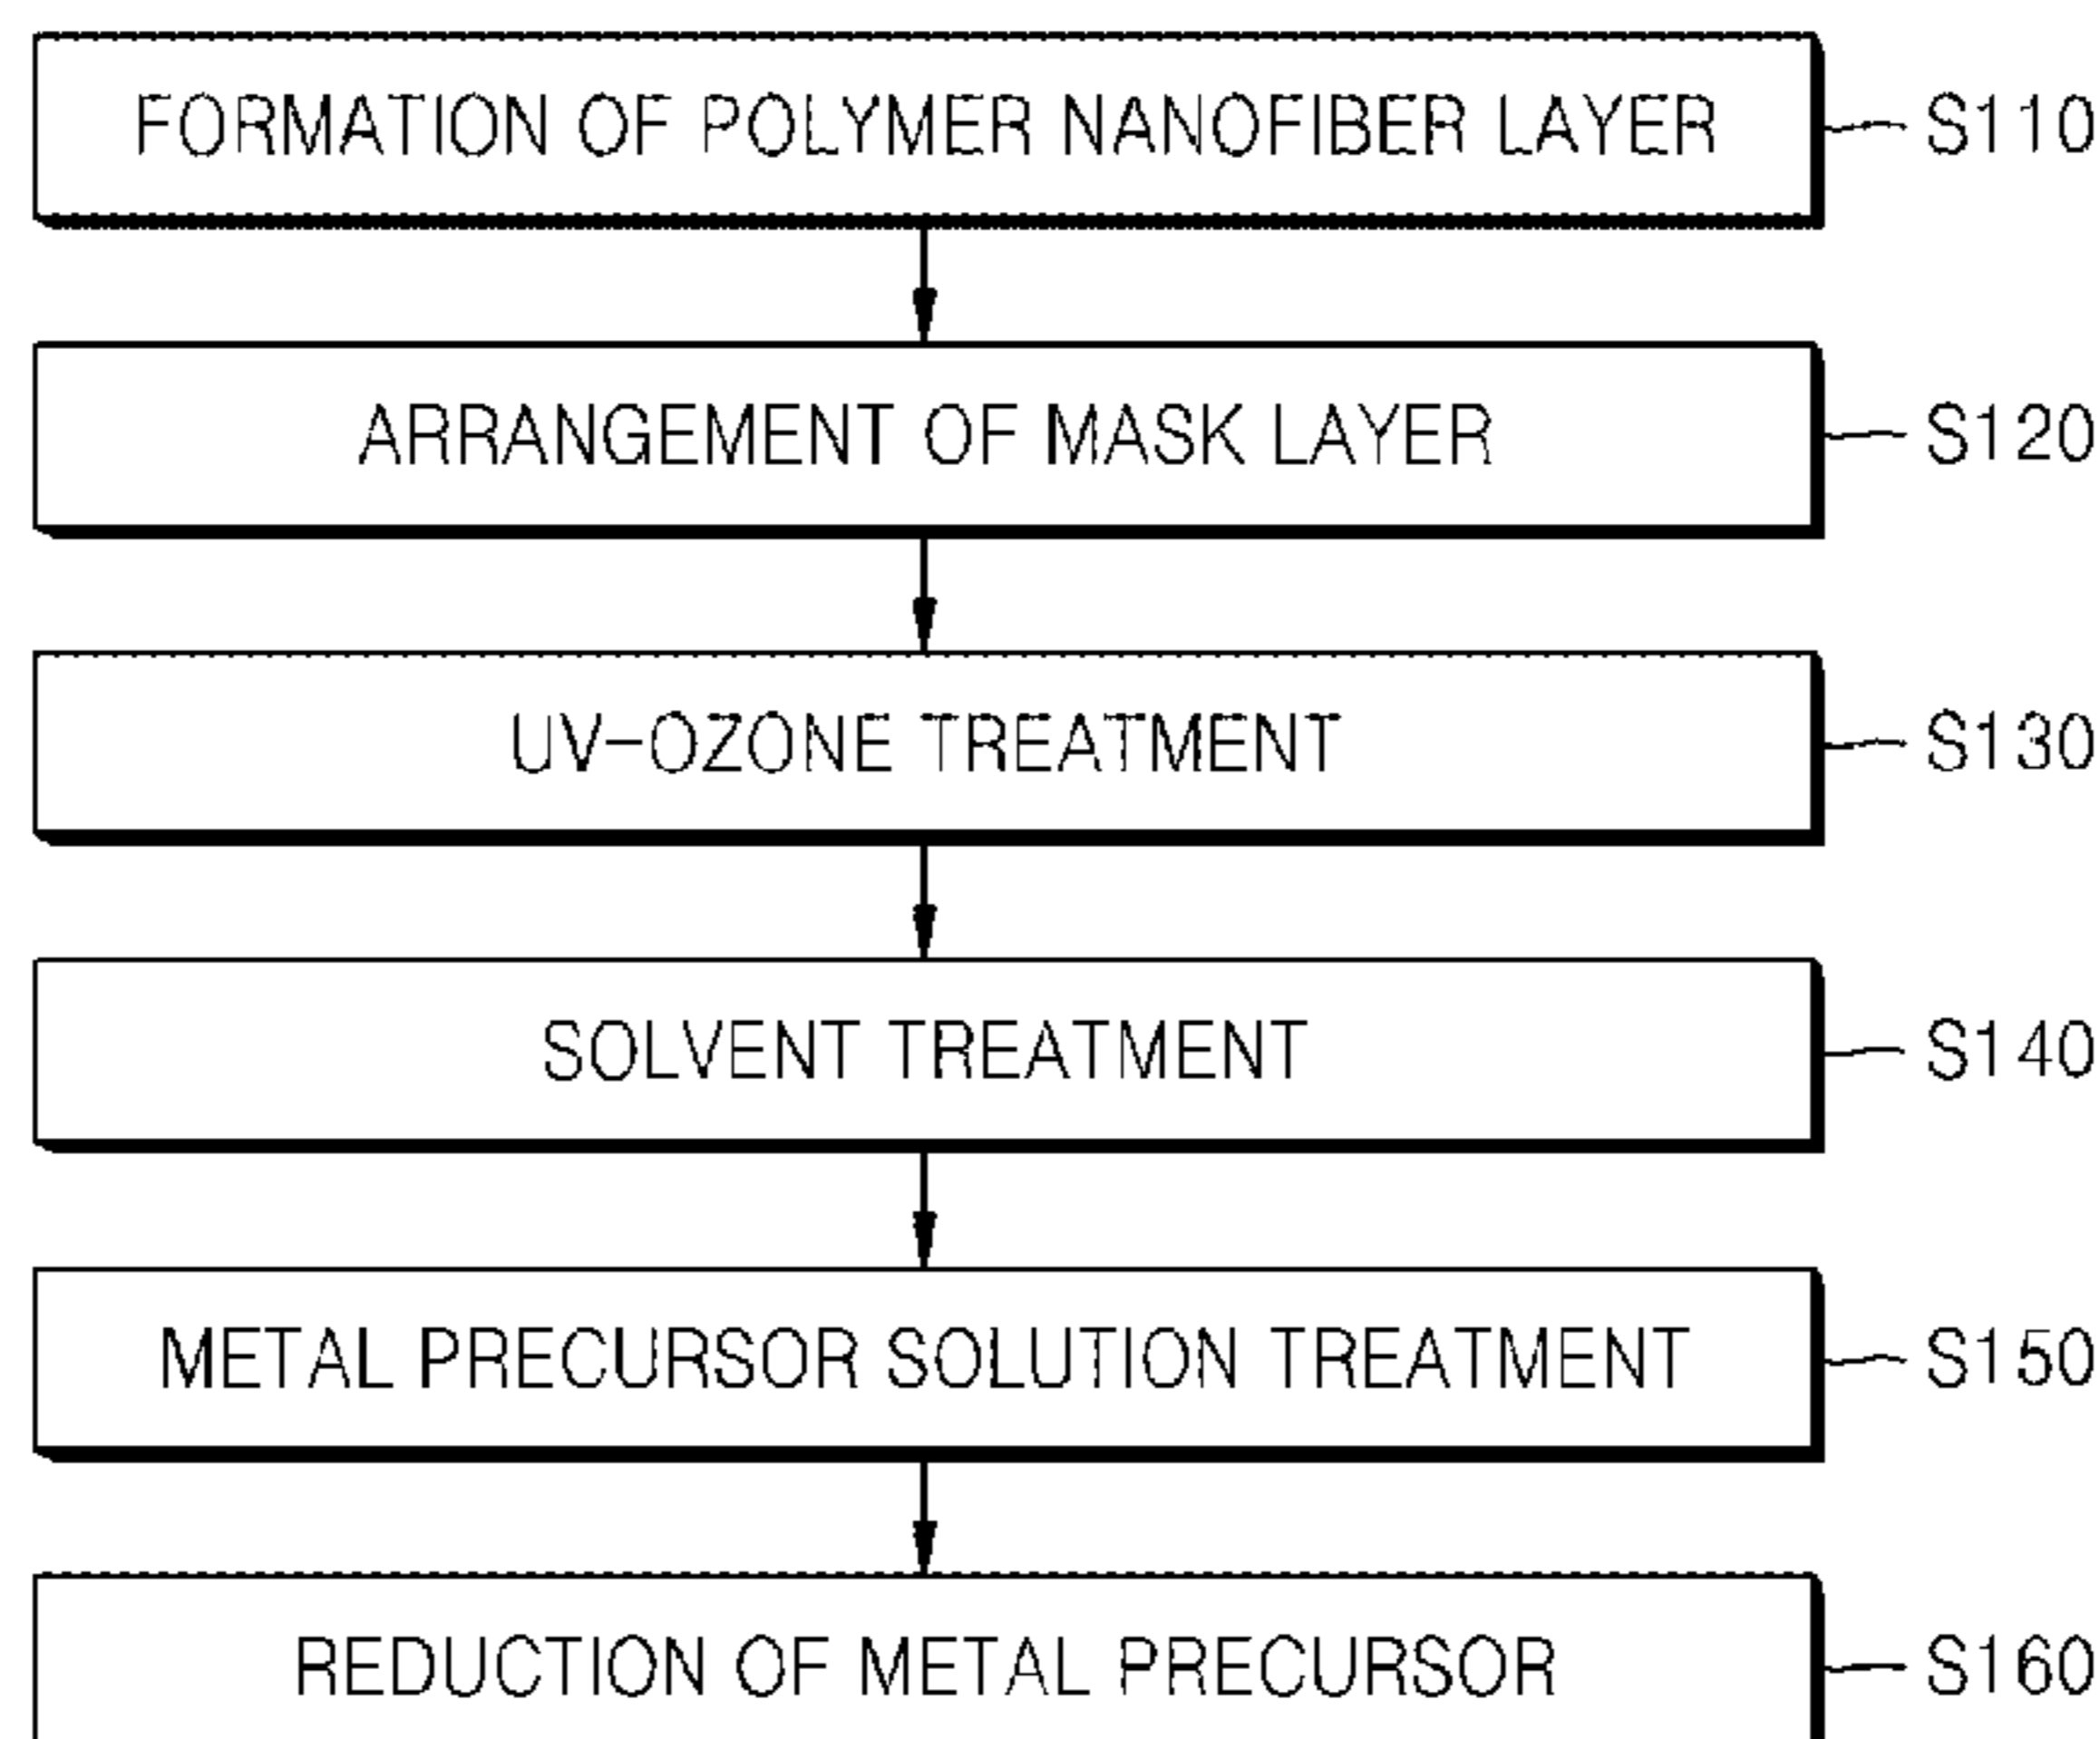 FORMATION OF POLYMER NANOFIBER LAYER S110
ARRANGEMENT OF MASK LAYER S120
UV-OZONE TREATMENT S130
SOLVENT TREATMENT S140
METAL PRECURSOR SOLUTION TREATMENT S150
REDUCTION OF METAL PRECURSOR S160